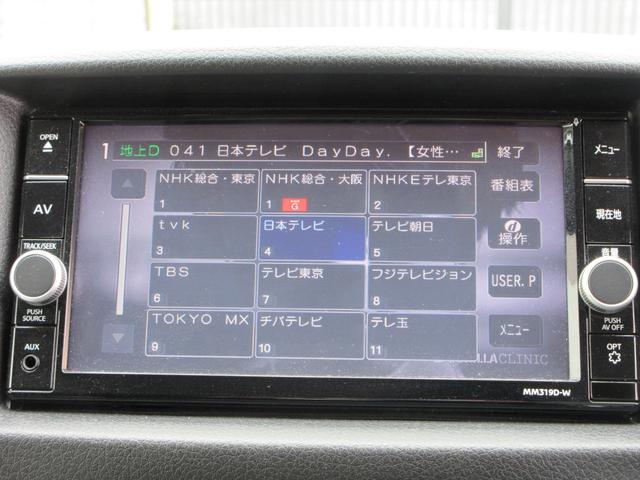 OPEN
AV
TRACK/SEEK
PUSH
SOURCE
AUX
1 地上D 041 日本テレビ DayDay. 【女性… 終了
NHK総合・東京 NHK総合・大阪 NHKEテレ東京 番組表
1 1 G 2
tvk 日本テレビ テレビ朝日 d 操作
3 4 5
TBS テレビ東京 フジテレビジョン USER. P
6 7 8
TOKYO MX チバテレビ テレ玉 メニュー
9 10 11
CLINIC
メニュー
現在地
音量
PUSH
AV OFF
OPT
MM319D-W